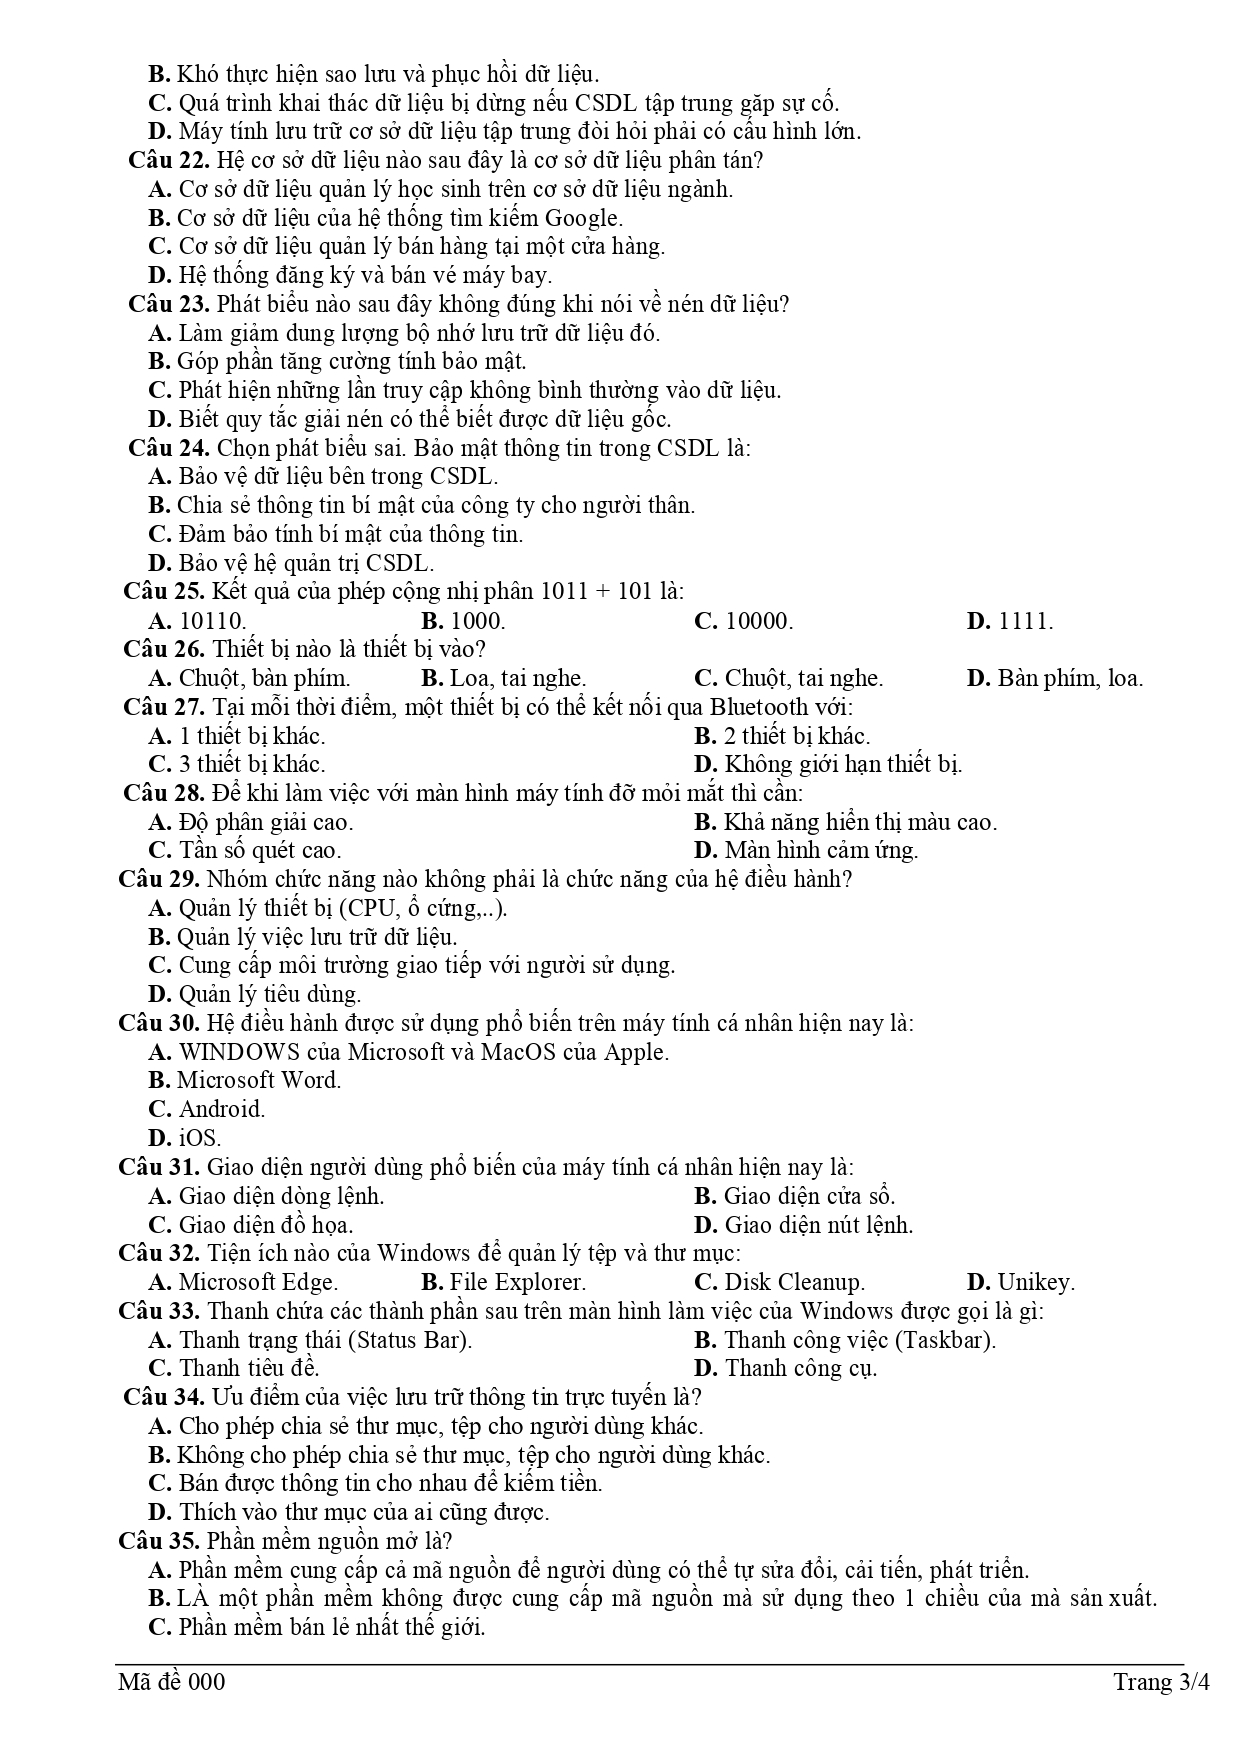 B. Khó thực hiện sao lưu và phục hồi dữ liệu.
C. Quá trình khai thác dữ liệu bị dừng nếu CSDL tập trung gặp sự cố.
D. Máy tính lưu trữ cơ sở dữ liệu tập trung đòi hỏi phải có cấu hình lớn.
Câu 22. Hệ cơ sở dữ liệu nào sau đây là cơ sở dữ liệu phân tán?
A. Cơ sở dữ liệu quản lý học sinh trên cơ sở dữ liệu ngành.
B. Cơ sở dữ liệu của hệ thống tìm kiếm Google.
C. Cơ sở dữ liệu quản lý bán hàng tại một cửa hàng.
D. Hệ thống đăng ký và bán vé máy bay.
Câu 23. Phát biểu nào sau đây không đúng khi nói về nén dữ liệu?
A. Làm giảm dung lượng bộ nhớ lưu trữ dữ liệu đó.
B. Góp phần tăng cường tính bảo mật.
C. Phát hiện những lần truy cập không bình thường vào dữ liệu.
D. Biết quy tắc giải nén có thể biết được dữ liệu gốc.
Câu 24. Chọn phát biểu sai. Bảo mật thông tin trong CSDL là:
A. Bảo vệ dữ liệu bên trong CSDL.
B. Chia sẻ thông tin bí mật của công ty cho người thân.
C. Đảm bảo tính bí mật của thông tin.
D. Bảo vệ hệ quản trị CSDL.
Câu 25. Kết quả của phép cộng nhị phân 1011 + 101 là:
A. 10110. B. 1000. C. 10000. D. 1111.
Câu 26. Thiết bị nào là thiết bị vào?
A. Chuột, bàn phím. B. Loa, tai nghe. C. Chuột, tai nghe. D. Bàn phím, loa.
Câu 27. Tại mỗi thời điểm, một thiết bị có thể kết nối qua Bluetooth với:
A. 1 thiết bị khác. B. 2 thiết bị khác.
C. 3 thiết bị khác. D. Không giới hạn thiết bị.
Câu 28. Để khi làm việc với màn hình máy tính đỡ mỏi mắt thì cần:
A. Độ phân giải cao. B. Khả năng hiển thị màu cao.
C. Tần số quét cao. D. Màn hình cảm ứng.
Câu 29. Nhóm chức năng nào không phải là chức năng của hệ điều hành?
A. Quản lý thiết bị (CPU, ổ cứng,..).
B. Quản lý việc lưu trữ dữ liệu.
C. Cung cấp môi trường giao tiếp với người sử dụng.
D. Quản lý tiêu dùng.
Câu 30. Hệ điều hành được sử dụng phổ biến trên máy tính cá nhân hiện nay là:
A. WINDOWS của Microsoft và MacOS của Apple.
B. Microsoft Word.
C. Android.
D. iOS.
Câu 31. Giao diện người dùng phổ biến của máy tính cá nhân hiện nay là:
A. Giao diện dòng lệnh. B. Giao diện cửa sổ.
C. Giao diện đồ họa. D. Giao diện nút lệnh.
Câu 32. Tiện ích nào của Windows để quản lý tệp và thư mục:
A. Microsoft Edge. B. File Explorer. C. Disk Cleanup. D. Unikey.
Câu 33. Thanh chứa các thành phần sau trên màn hình làm việc của Windows được gọi là gì:
A. Thanh trạng thái (Status Bar). B. Thanh công việc (Taskbar).
C. Thanh tiêu đề. D. Thanh công cụ.
Câu 34. Ưu điểm của việc lưu trữ thông tin trực tuyến là?
A. Cho phép chia sẻ thư mục, tệp cho người dùng khác.
B. Không cho phép chia sẻ thư mục, tệp cho người dùng khác.
C. Bán được thông tin cho nhau để kiếm tiền.
D. Thích vào thư mục của ai cũng được.
Câu 35. Phần mềm nguồn mở là?
A. Phần mềm cung cấp cả mã nguồn để người dùng có thể tự sửa đổi, cải tiến, phát triển.
B. LÀ một phần mềm không được cung cấp mã nguồn mà sử dụng theo 1 chiều của mà sản xuất.
C. Phần mềm bán lẻ nhất thế giới.
Mã đề 000 Trang 3/4